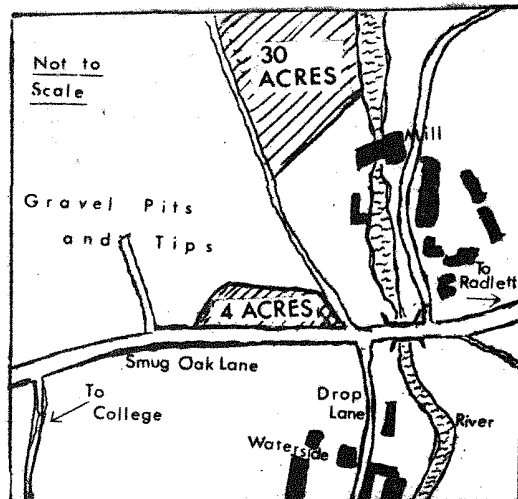 Not to
Scale
30
ACRES
Mill
Gravel Pits
and Tips
To
Radlett
4 ACRES
Smug Oak Lane
To
College
Drop
Lane
River
Waterside